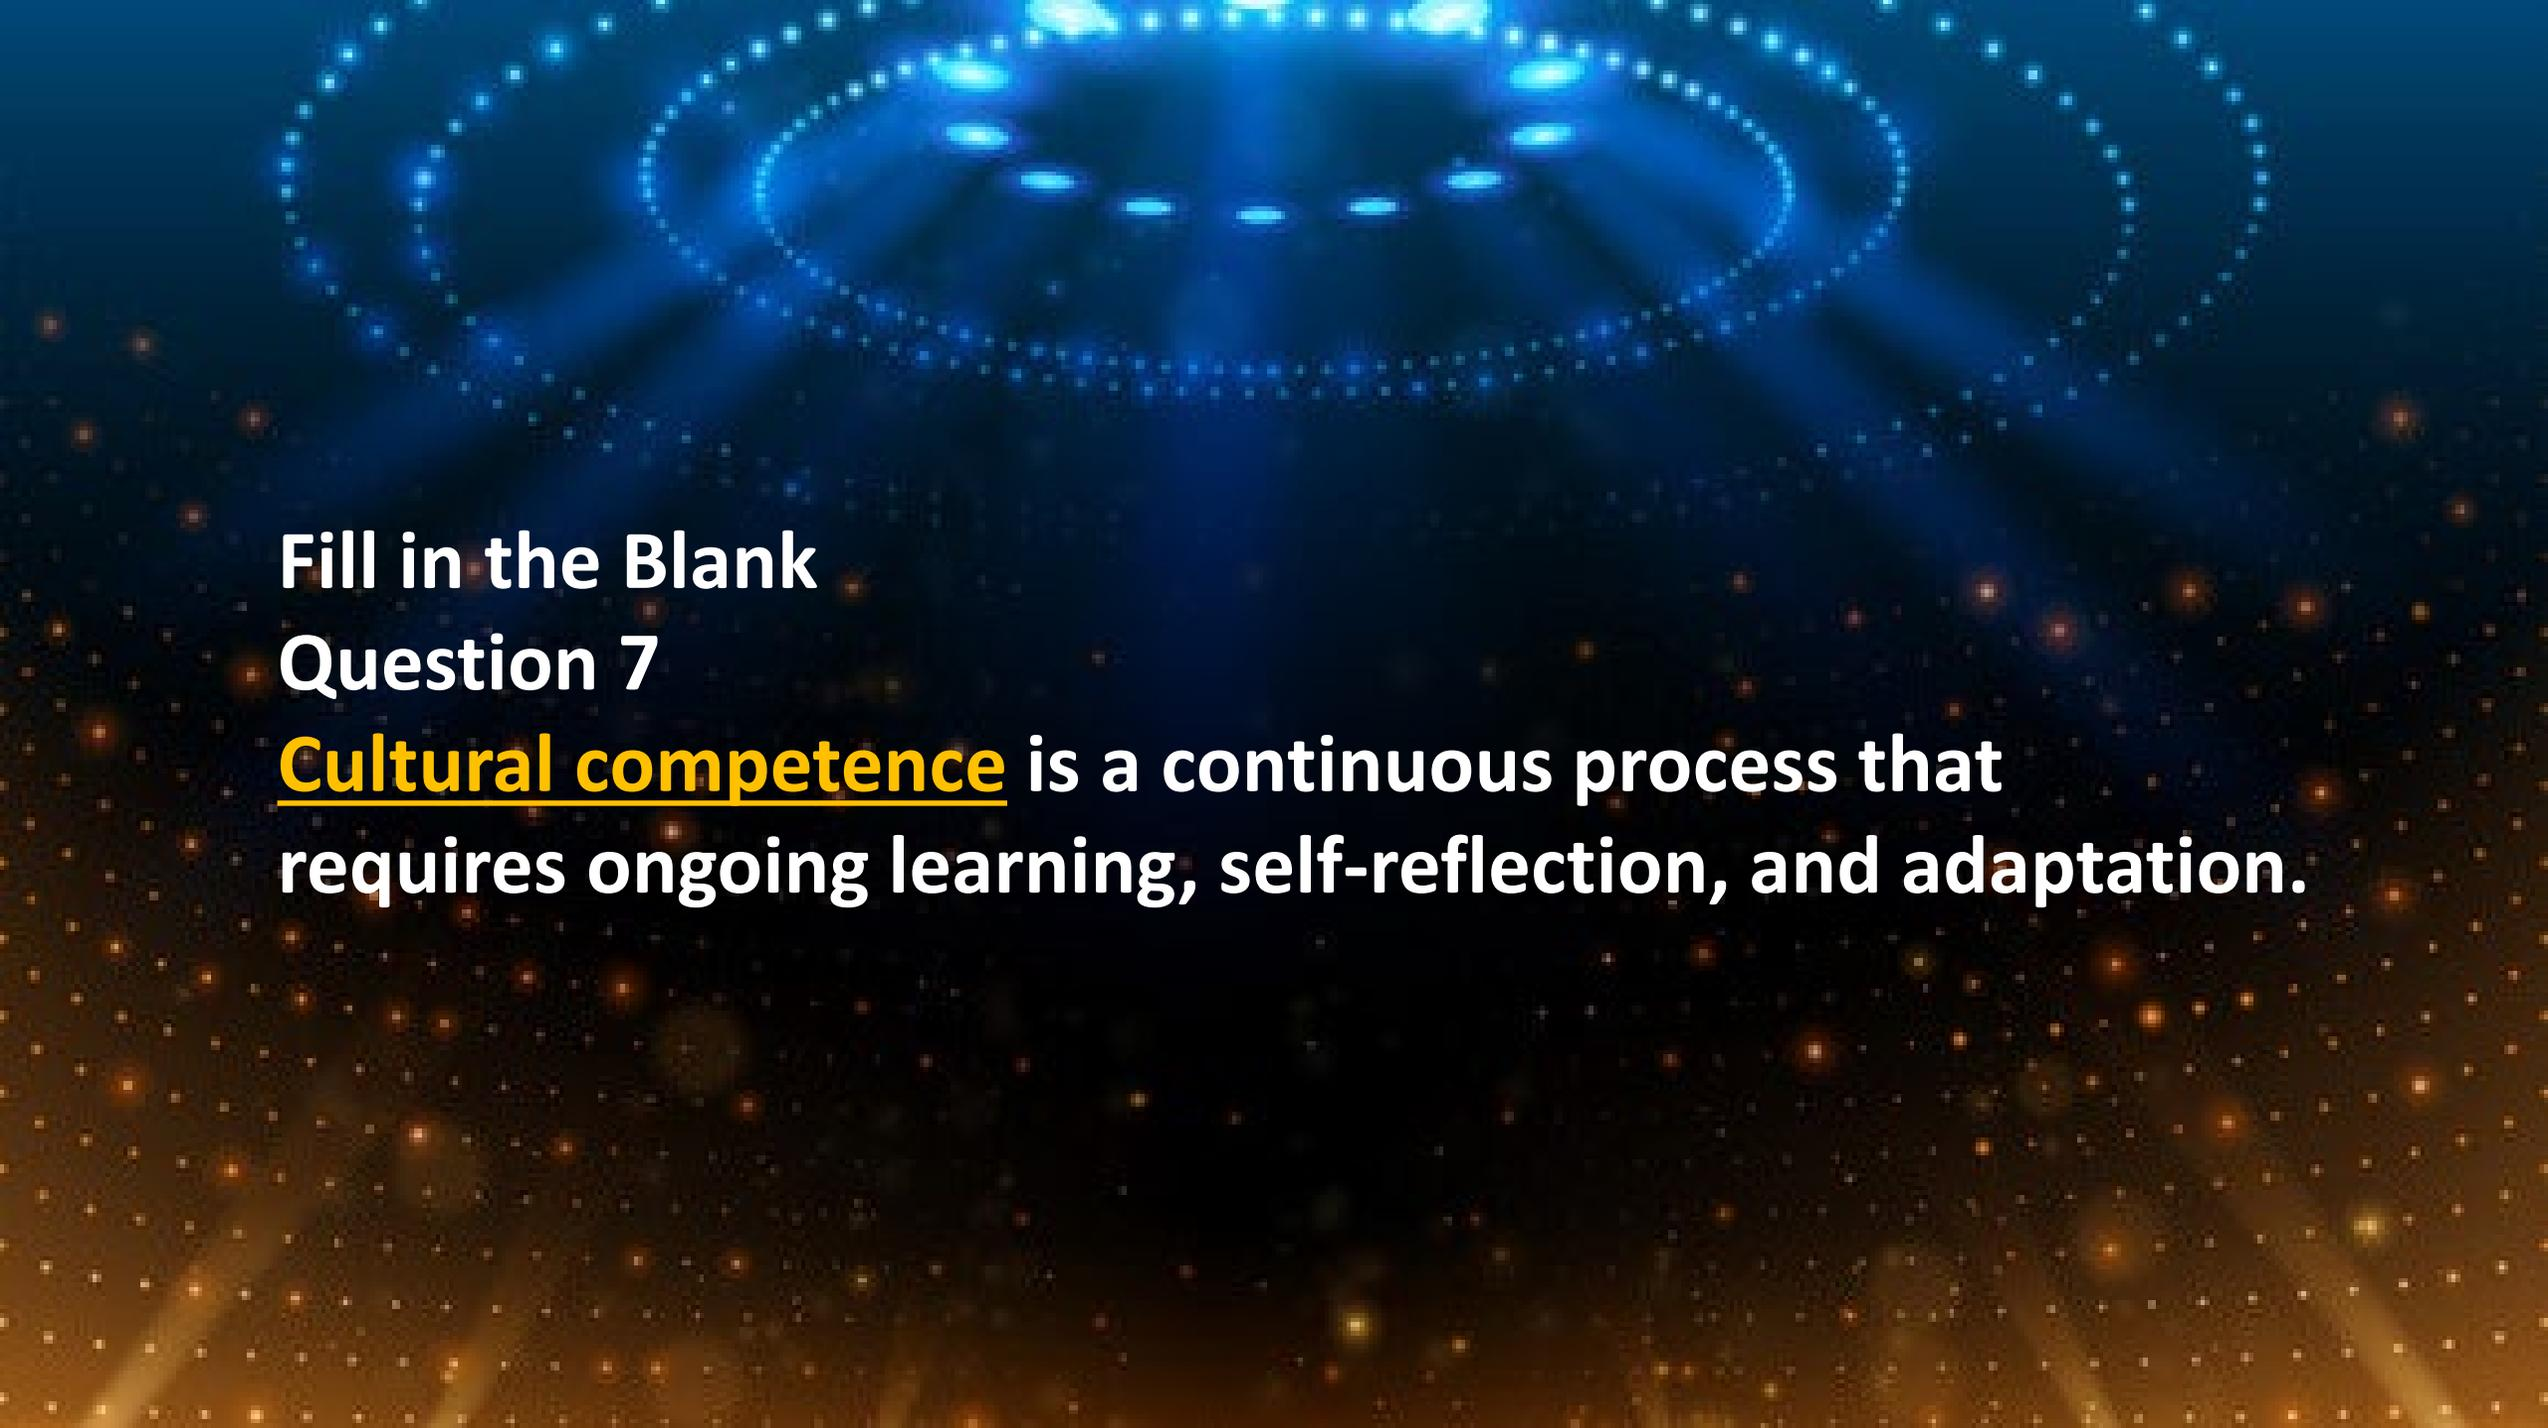 Fill in the Blank
Question 7
Cultural competence is a continuous process that
requires ongoing learning, self-reflection, and adaptation.